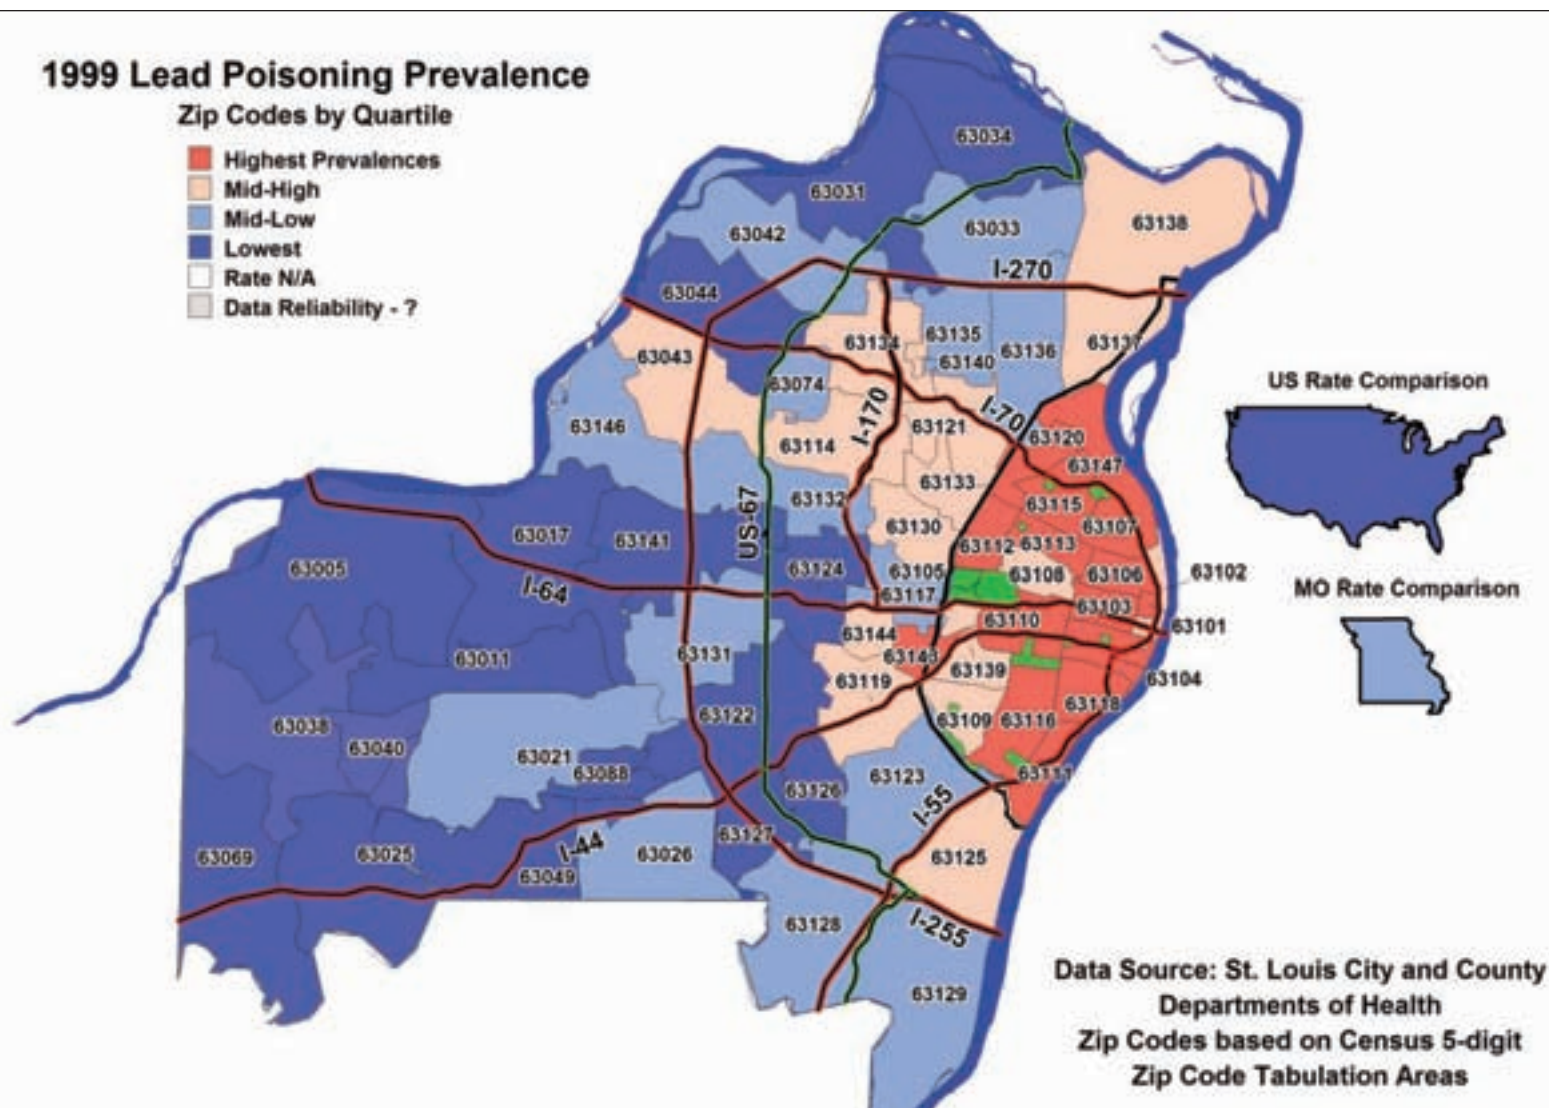 1999 Lead Poisoning Prevalence
Zip Codes by Quartile
Highest Prevalences
Mid-High
Mid-Low
Lowest
Rate N/A
Data Reliability - ?
63034
63031
63138
63042
63033
I-270
63044
63134
63135
63136
63137
63043
63140
63074
I-170
I-70
63146
63121
63120
63114
63147
63133
63132
63115
US-67
63107
63130
63017
63141
63112
63113
63005
63124
63105
63108
63106
63102
I-64
63117
63103
63110
63101
63144
63011
63131
63143
63139
63119
63104
63038
63122
63109
63116
63118
63040
63021
63088
63123
63111
63126
I-55
63127
63069
63025
I-44
63026
63125
63049
63128
I-255
63129
US Rate Comparison
MO Rate Comparison
Data Source: St. Louis City and County
Departments of Health
Zip Codes based on Census 5-digit
Zip Code Tabulation Areas